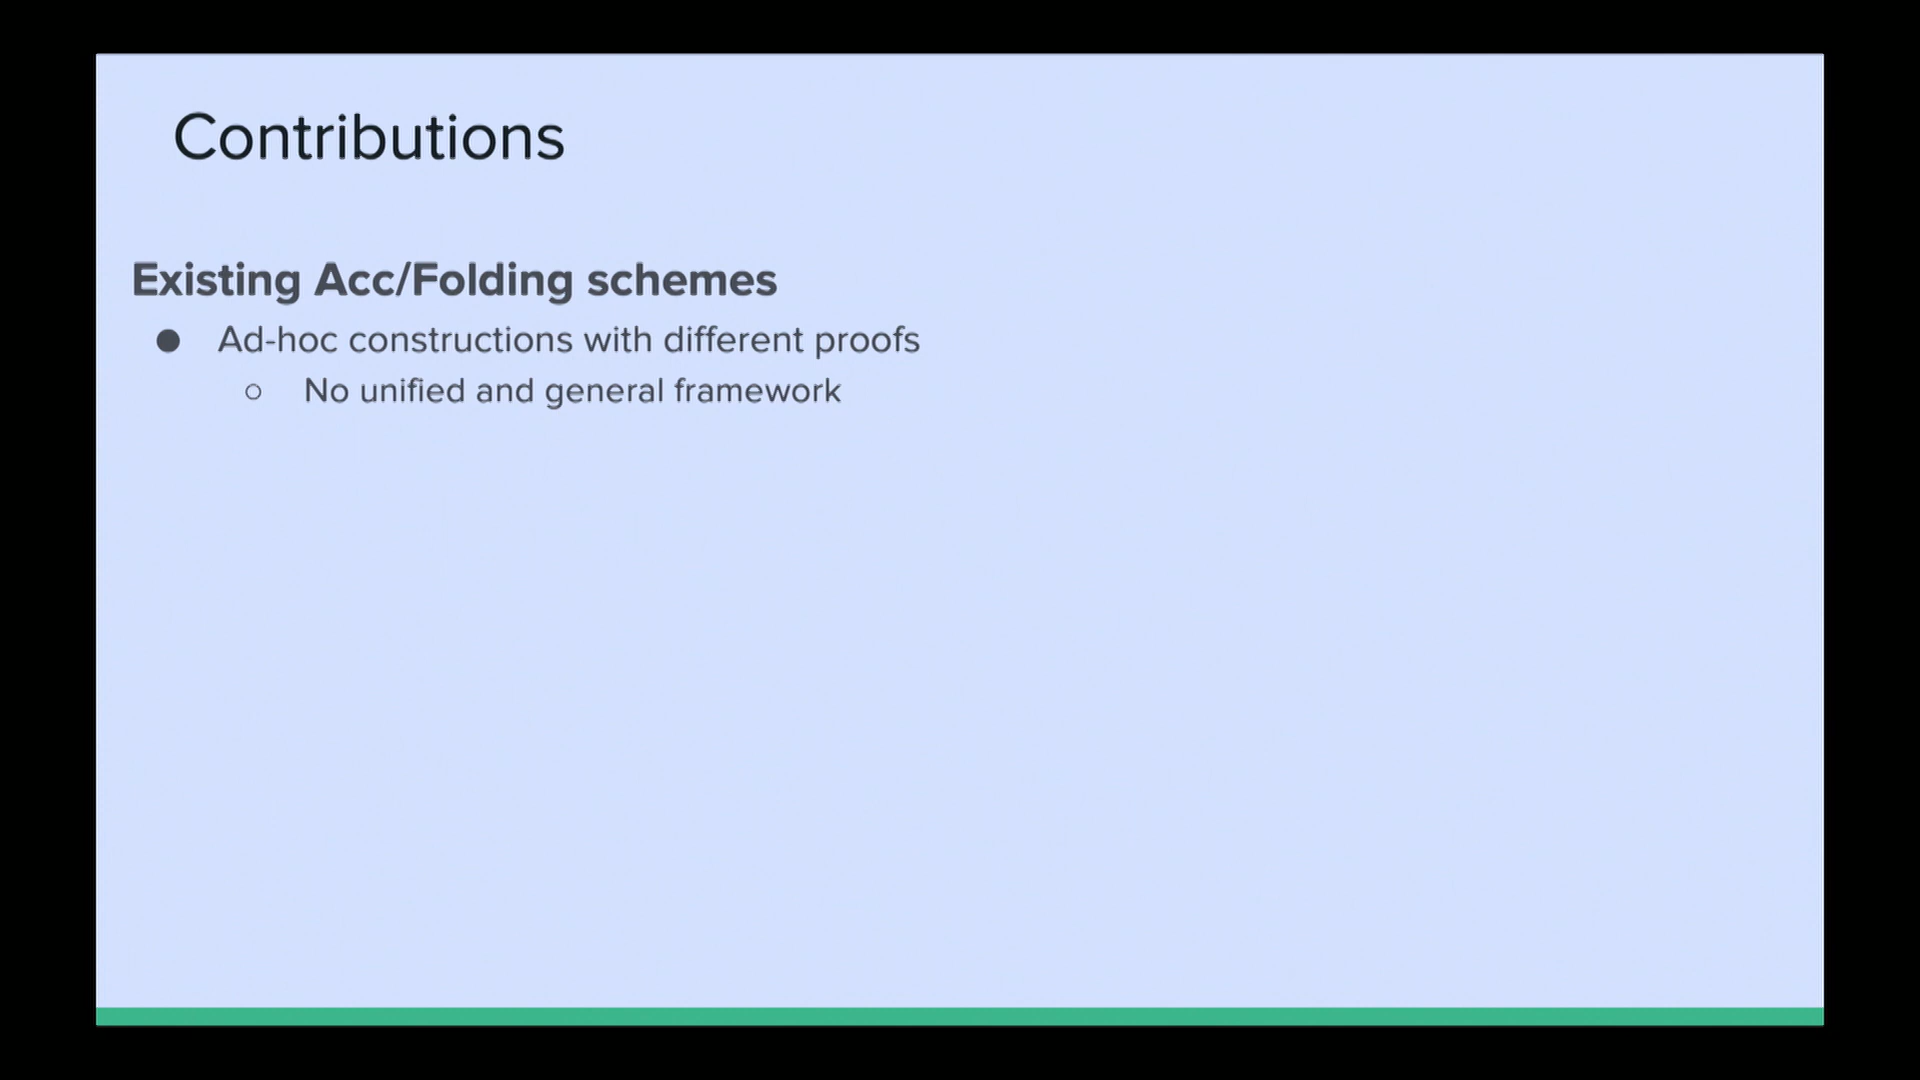 Contributions
Existing Acc/Folding schemes
● Ad-hoc constructions with different proofs
○ No unified and general framework